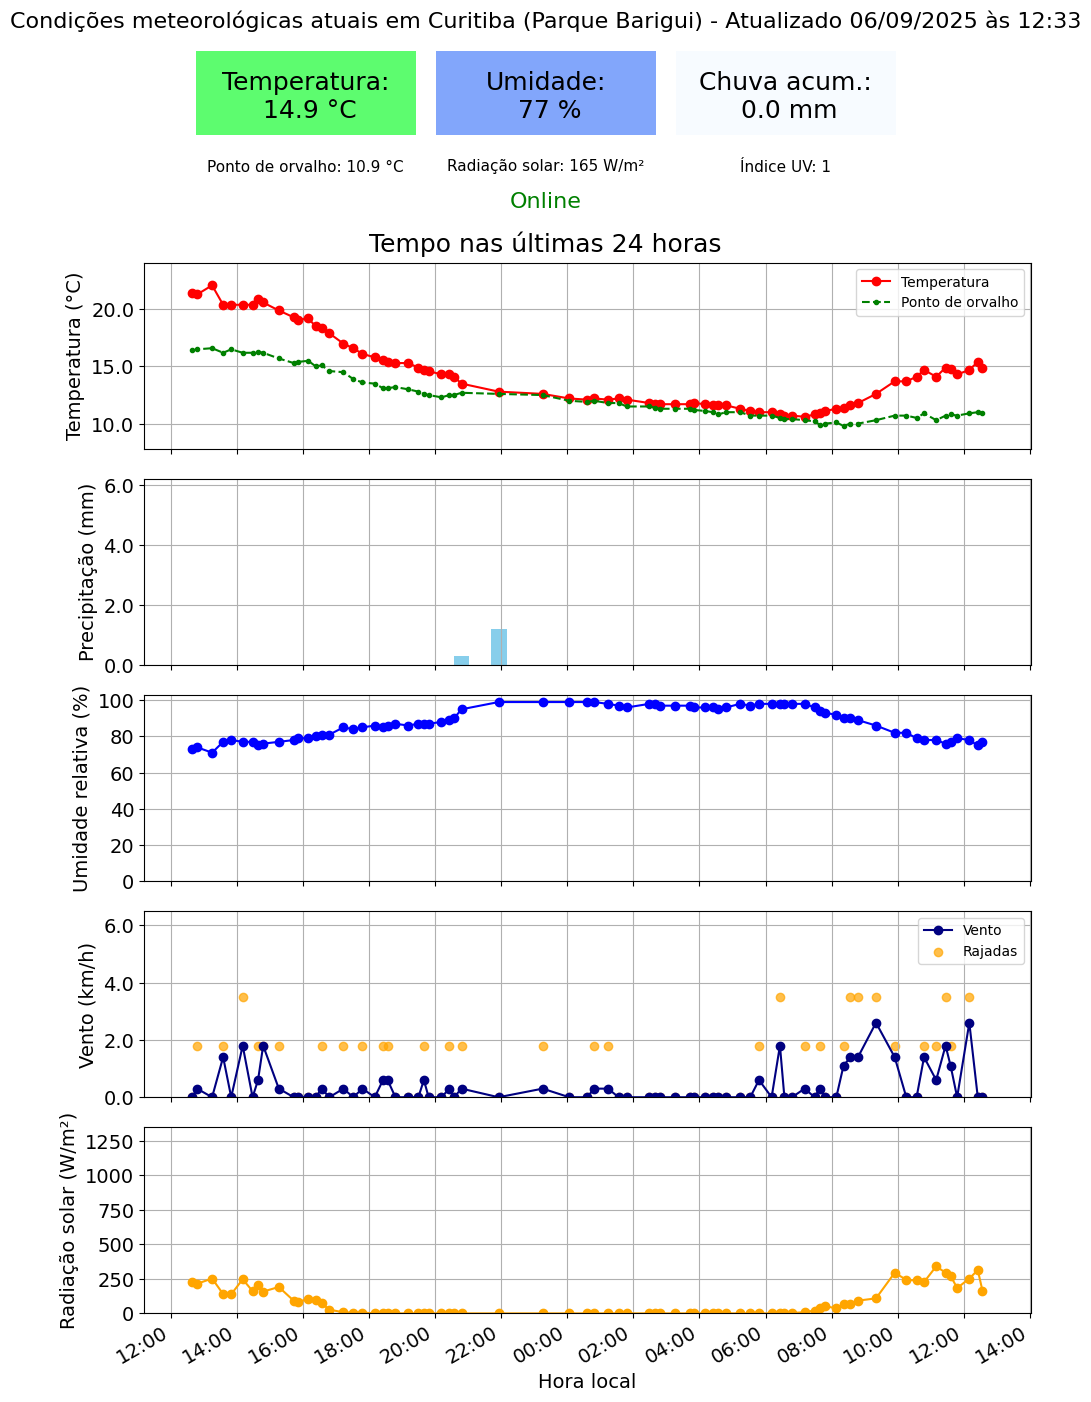 Condições meteorológicas atuais em Curitiba (Parque Barigui) - Atualizado 06/09/2025 às 12:33
Temperatura:
14.9 °C
Umidade:
77 %
Chuva acum.:
0.0 mm
Ponto de orvalho: 10.9 °C
Radiação solar: 165 W/m²
Índice UV: 1
Online
Tempo nas últimas 24 horas
Temperatura (°C)
20.0
15.0
10.0
Temperatura
Ponto de orvalho
Precipitação (mm)
6.0
4.0
2.0
0.0
Umidade relativa (%)
100
80
60
40
20
0
Vento (km/h)
6.0
4.0
2.0
0.0
Vento
Rajadas
Radiação solar (W/m²)
1250
1000
750
500
250
0
12:00
14:00
16:00
18:00
20:00
22:00
00:00
02:00
04:00
06:00
08:00
10:00
12:00
14:00
Hora local